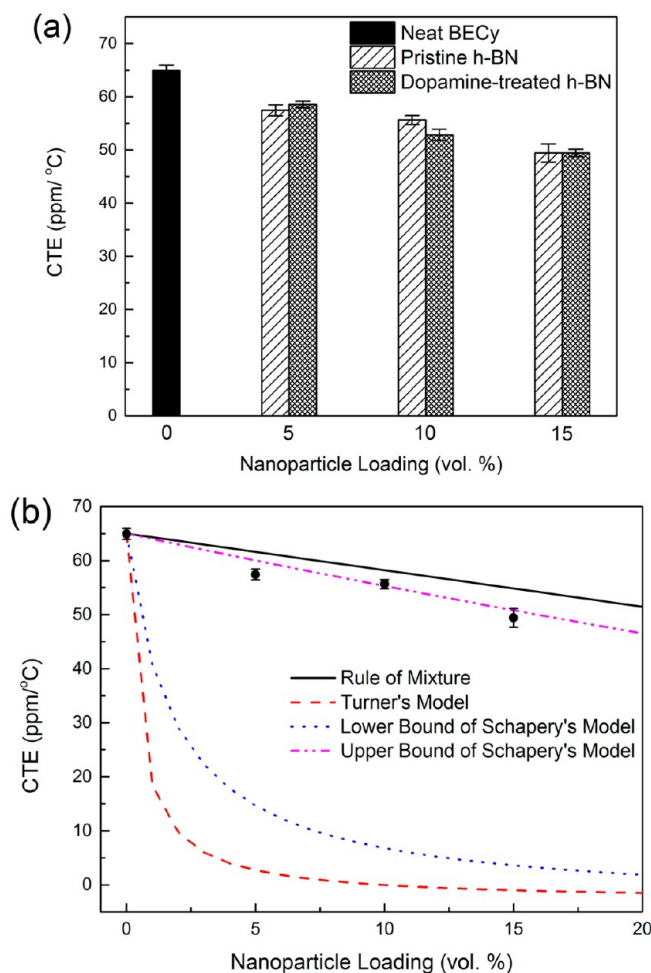 (a)
Neat BECy
Pristine h-BN
Dopamine-treated h-BN
70
60
50
40
30
20
10
0
CTE (ppm/ °C)
0 5 10 15
Nanoparticle Loading (vol. %)
(b)
70
60
50
40
30
20
10
0
CTE (ppm/°C)
Rule of Mixture
Turner's Model
Lower Bound of Schapery's Model
Upper Bound of Schapery's Model
0 5 10 15 20
Nanoparticle Loading (vol. %)